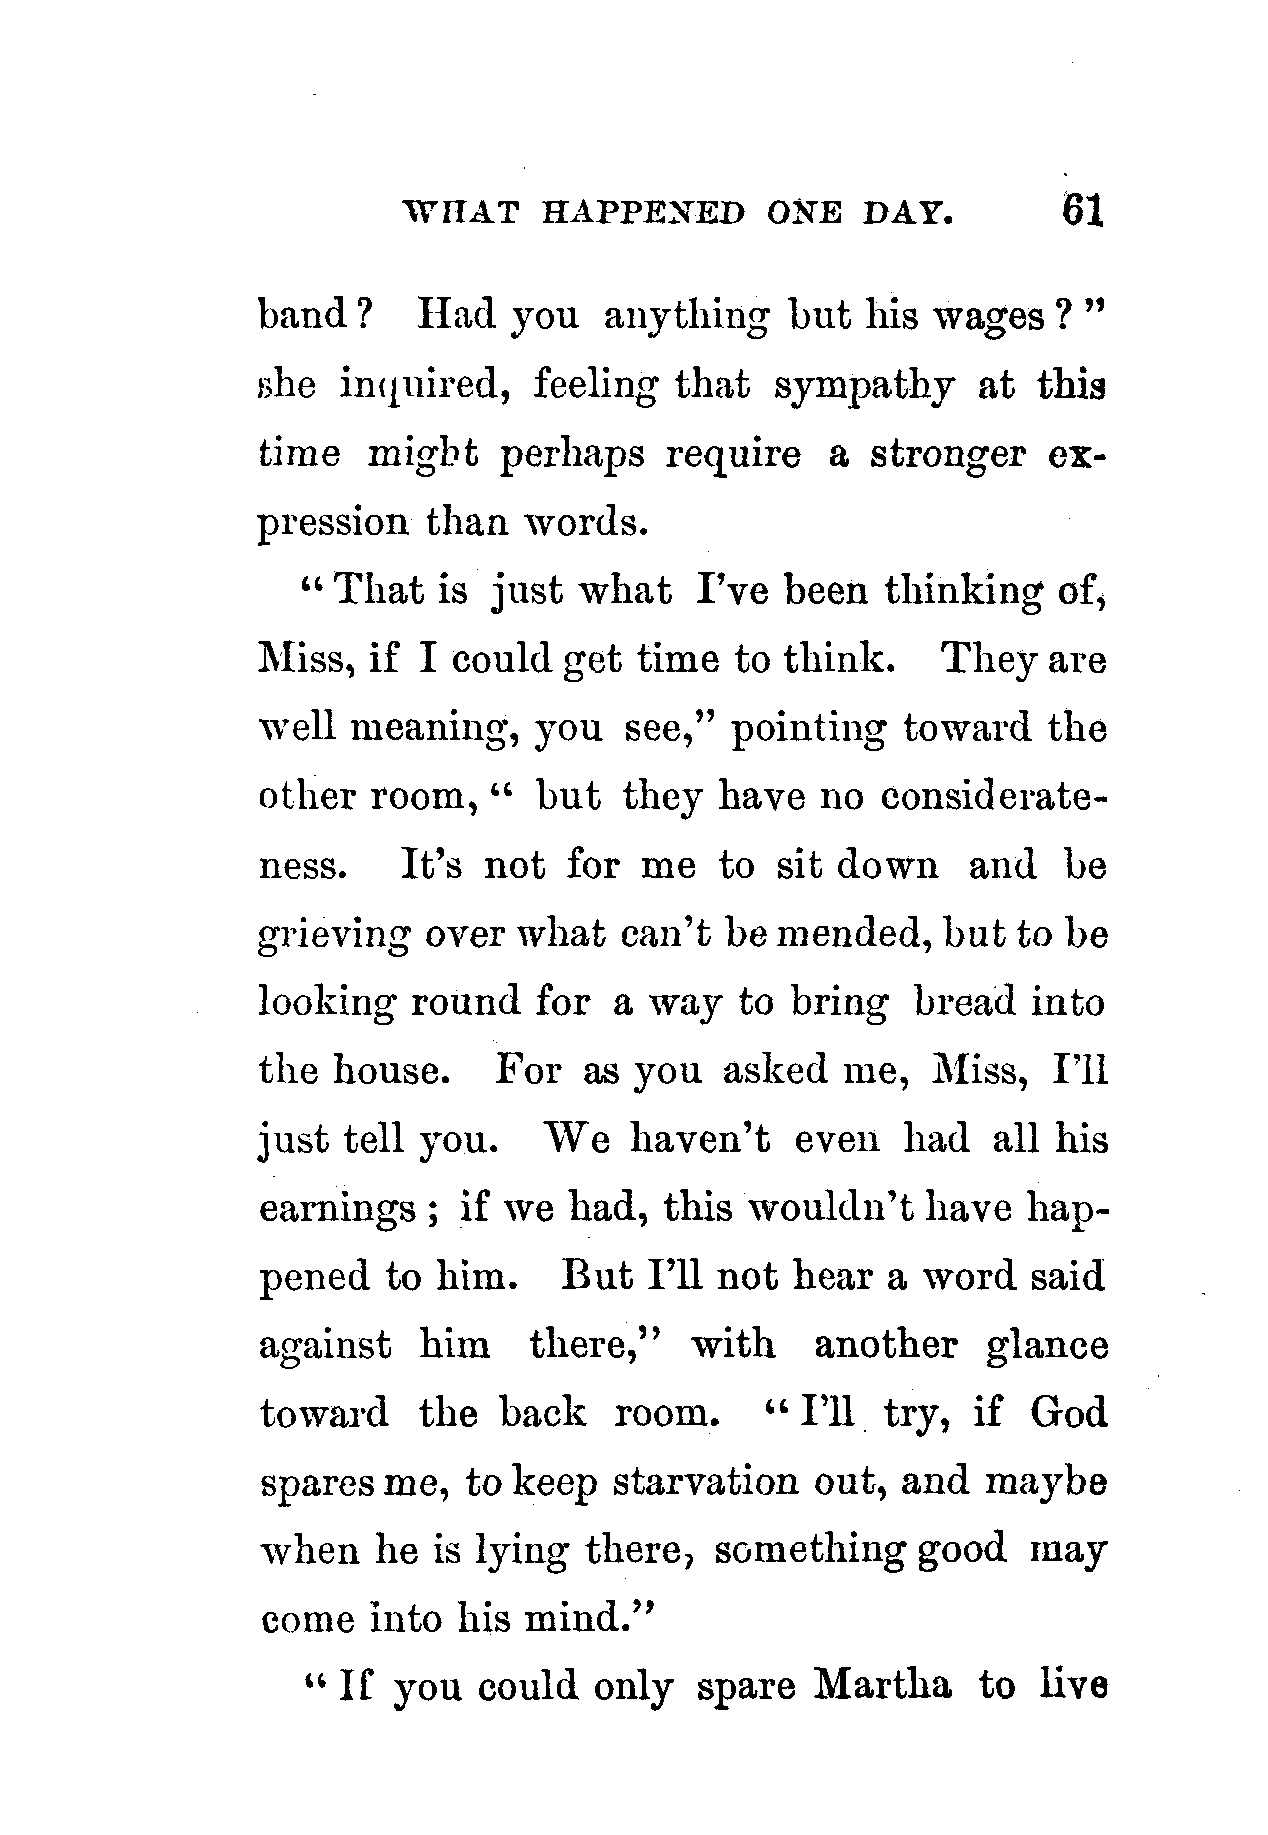 WHAT HAPPENED ONE DAY. 61
band? Had you anything but his wages?"
she inquired, feeling that sympathy at this
time might perhaps require a stronger ex-
pression than words.
"That is just what I've been thinking of,
Miss, if I could get time to think. They are
well meaning, you see," pointing toward the
other room, "but they have no considerate-
ness. It's not for me to sit down and be
grieving over what can't be mended, but to be
looking round for a way to bring bread into
the house. For as you asked me, Miss, I'll
just tell you. We haven't even had all his
earnings; if we had, this wouldn't have hap-
pened to him. But I'll not hear a word said
against him there," with another glance
toward the back room. "I'll try, if God
spares me, to keep starvation out, and maybe
when he is lying there, something good may
come into his mind."
"If you could only spare Martha to live